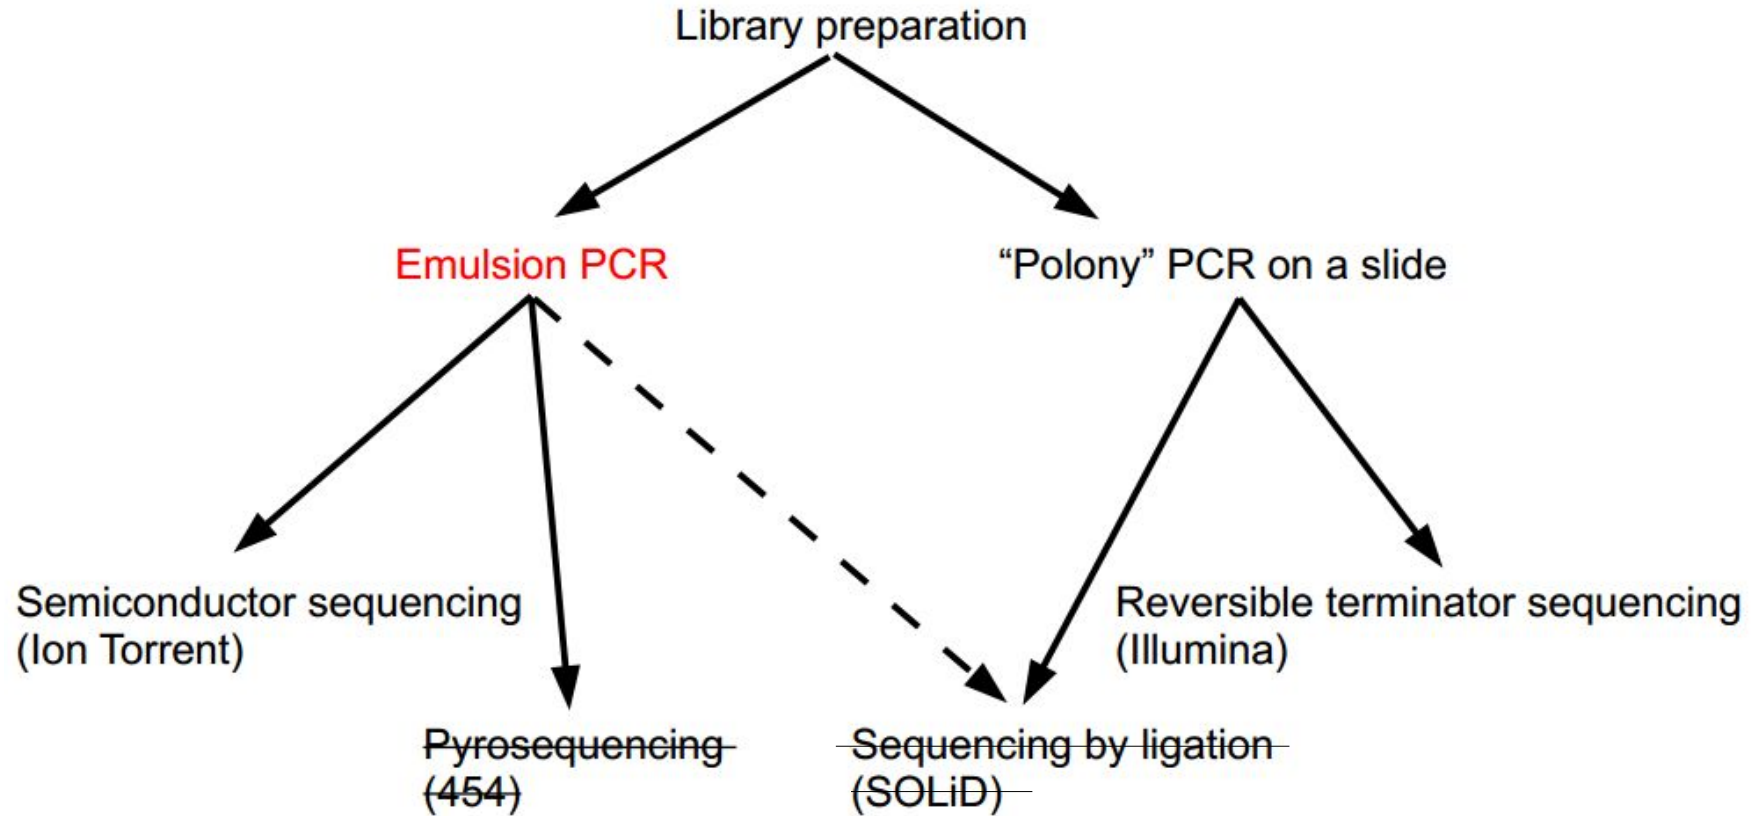 Library preparation
Emulsion PCR
“Polony” PCR on a slide
Semiconductor sequencing
(Ion Torrent)
Reversible terminator sequencing
(Illumina)
Pyrosequencing
(454)
Sequencing by ligation
(SOLiD)